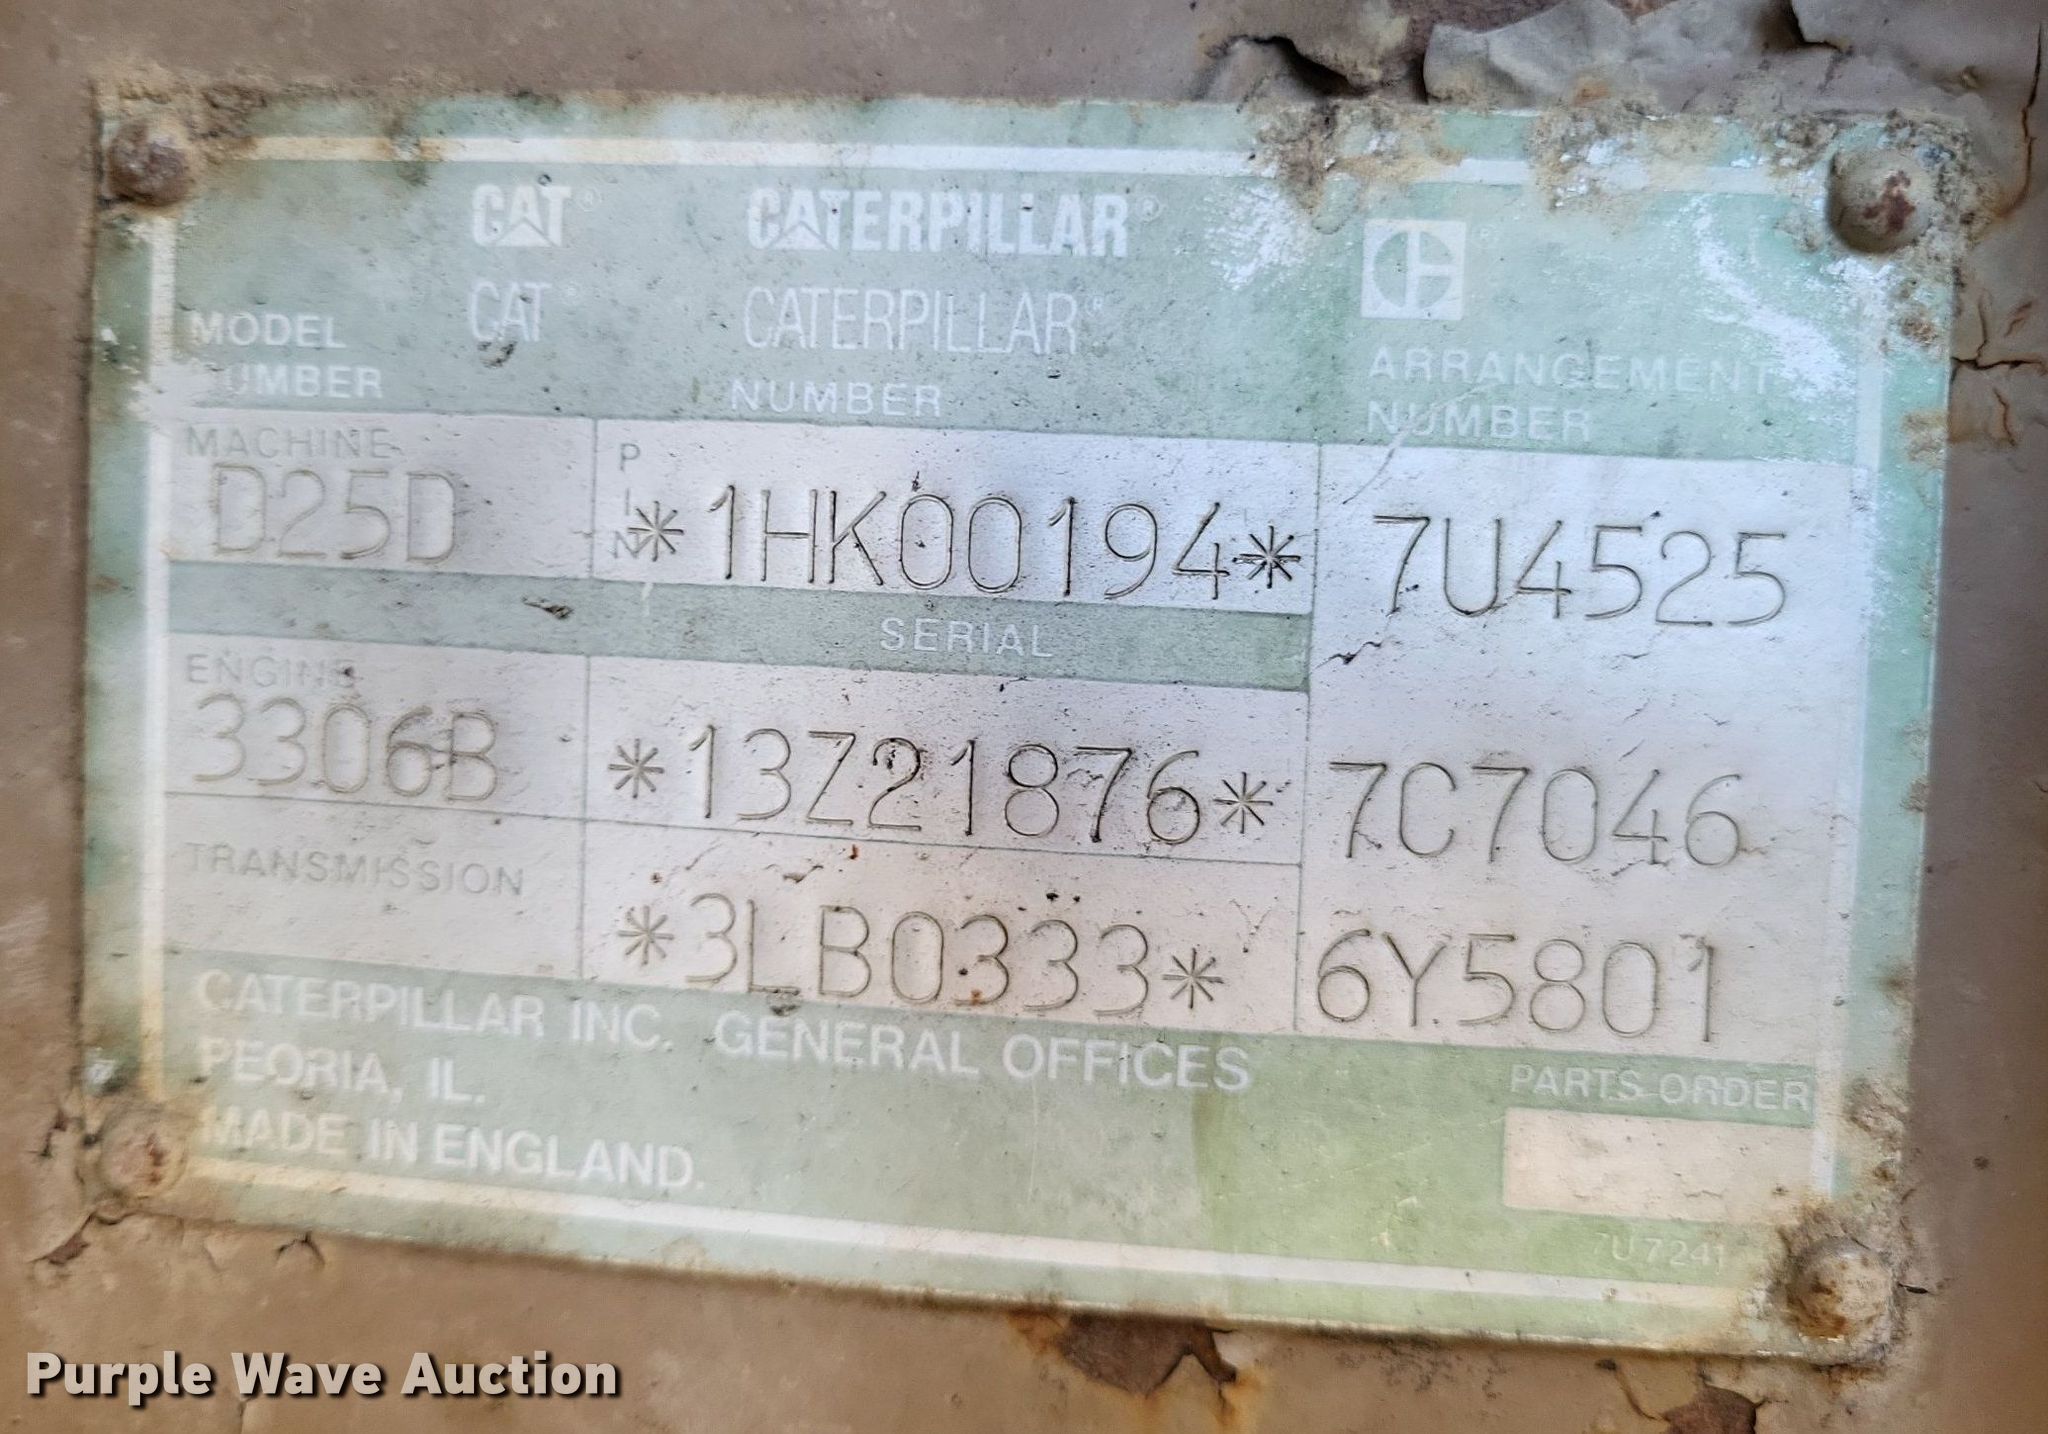 CAT® CATERPILLAR®
CAT® CATERPILLAR®
MODEL NUMBER
NUMBER
ARRANGEMENT NUMBER
MACHINE
D25D
PIN
*1HK00194*
7U4525
SERIAL
ENGINE
3306B
*13Z21876*
7C7046
TRANSMISSION
*3LB0333*
6Y5801
CATERPILLAR INC. GENERAL OFFICES
PEORIA, IL.
MADE IN ENGLAND.
PARTS ORDER
7U7241
Purple Wave Auction